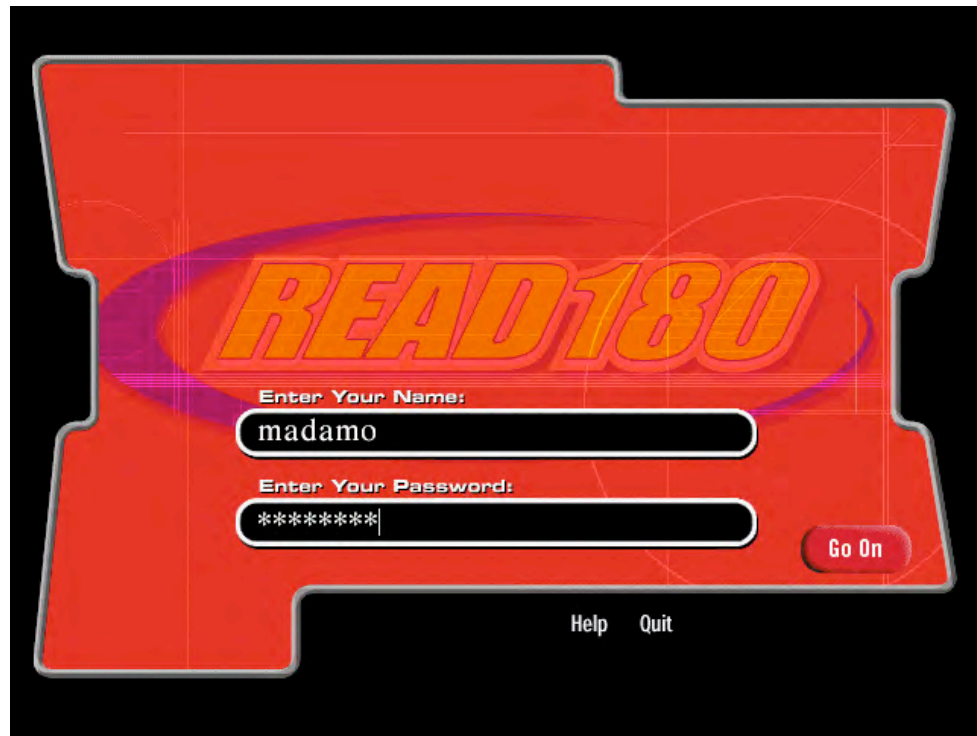 READ180
Enter Your Name:
madamo
Enter Your Password:
********
Go On
Help Quit